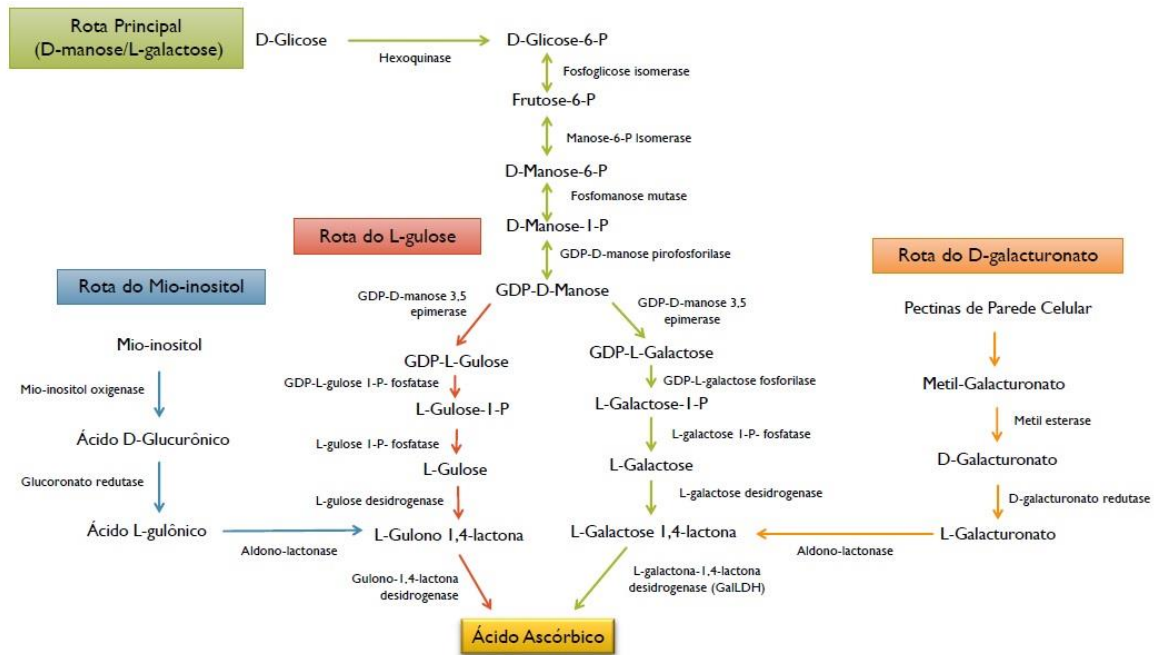 Rota Principal
(D-manose/L-galactose)
D-Glicose
Hexoquinase
D-Glicose-6-P
Fosfoglicose isomerase
Frutose-6-P
Manose-6-P Isomerase
D-Manose-6-P
Fosfomanose mutase
D-Manose-1-P
GDP-D-manose pirofosforilase
GDP-D-Manose
Rota do L-gulose
GDP-D-manose 3,5
epimerase
GDP-L-Gulose
GDP-L-gulose 1-P- fosfatase
L-Gulose-1-P
L-gulose 1-P- fosfatase
L-Gulose
L-gulose desidrogenase
L-Gulono 1,4-lactona
Gulono-1,4-lactona
desidrogenase
GDP-D-manose 3,5
epimerase
GDP-L-Galactose
GDP-L-galactose fosforilase
L-Galactose-1-P
L-galactose 1-P- fosfatase
L-Galactose
L-galactose desidrogenase
L-Galactose 1,4-lactona
L-galactona-1,4-lactona
desidrogenase (GalLDH)
Rota do Mio-inositol
Mio-inositol
Mio-inositol oxigenase
Ácido D-Glucurônico
Glucoronato redutase
Ácido L-gulônico
Aldono-lactonase
Rota do D-galacturonato
Pectinas de Parede Celular
Metil-Galacturonato
Metil esterase
D-Galacturonato
D-galacturonato redutase
L-Galacturonato
Aldono-lactonase
Ácido Ascórbico